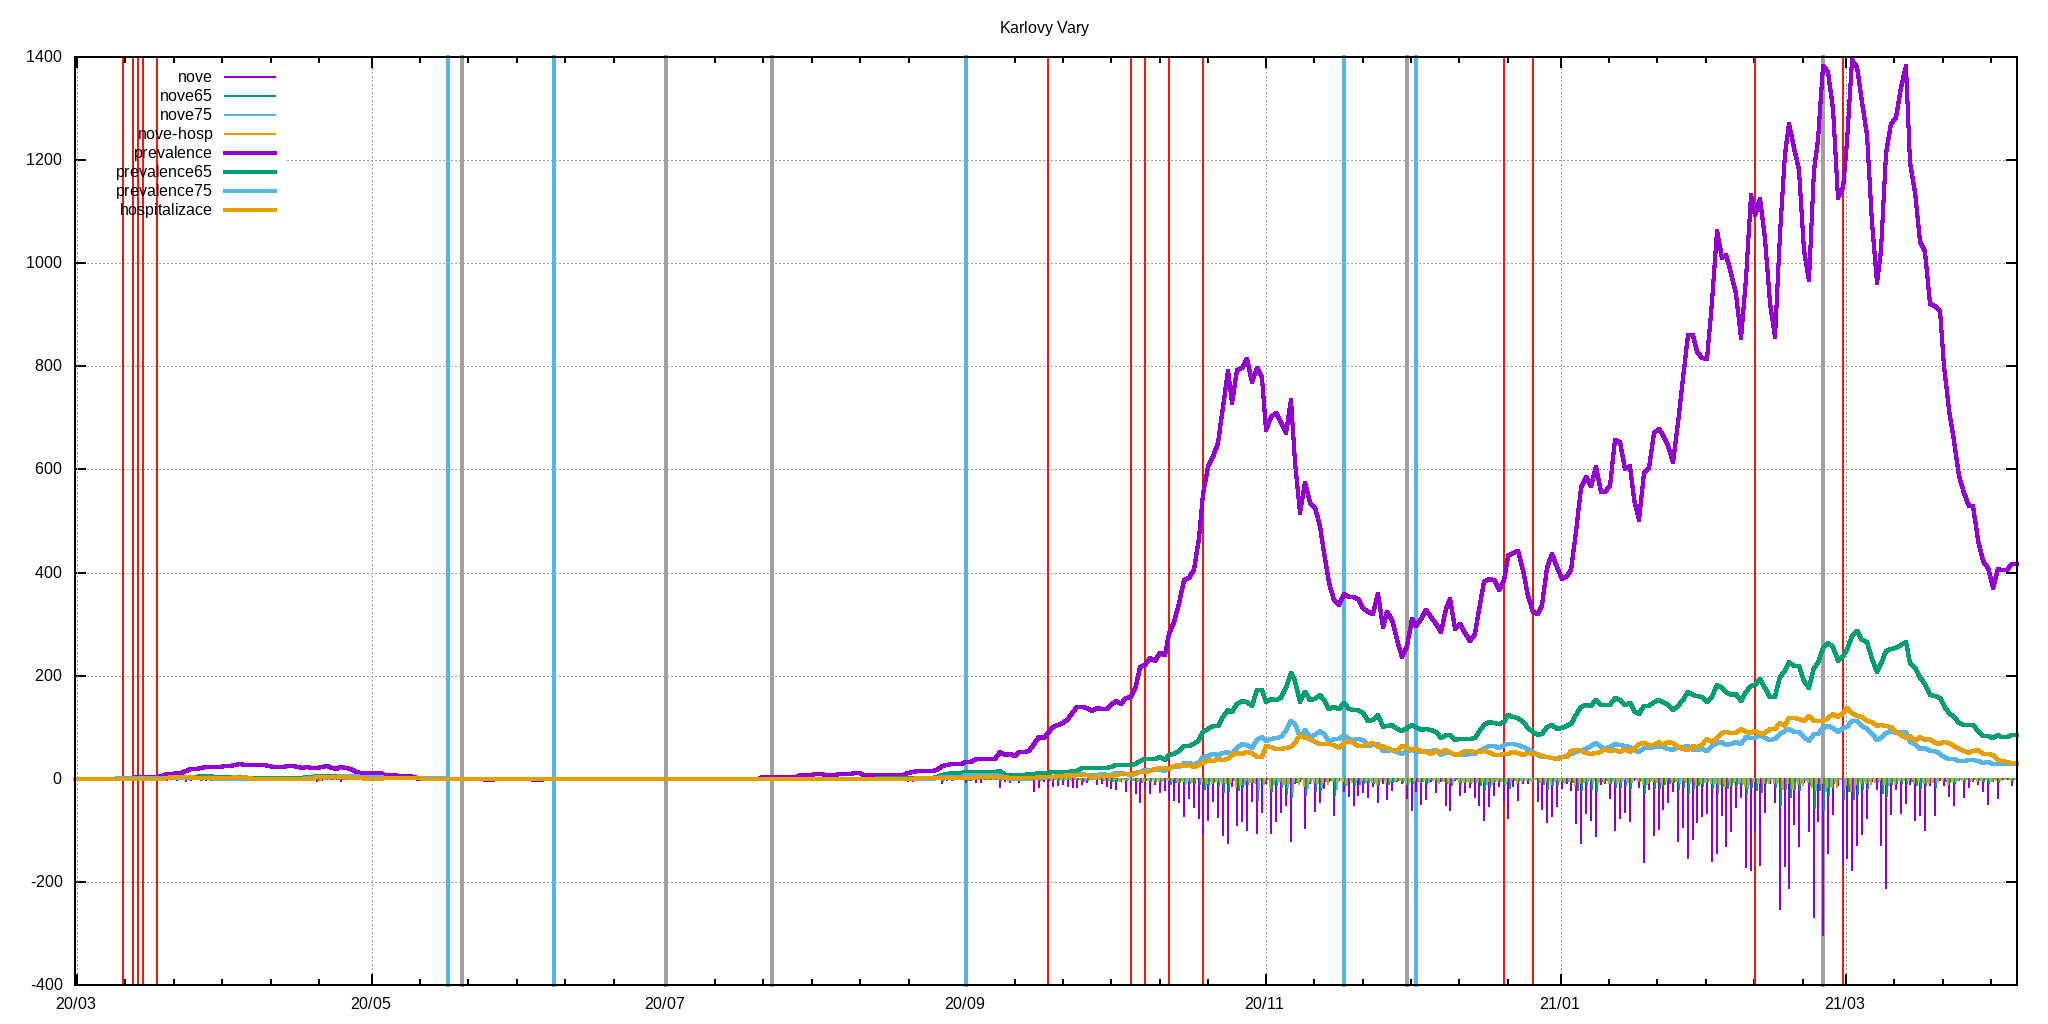 Karlovy Vary
1400
1200
1000
800
600
400
200
0
-200
-400
nove
nove65
nove75
nove-hosp
prevalence
prevalence65
prevalence75
hospitalizace
20/03 20/05 20/07 20/09 20/11 21/01 21/03